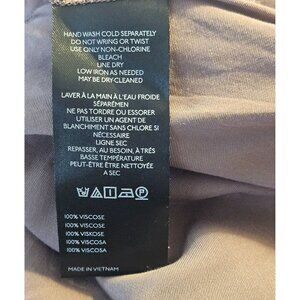 HAND WASH COLD SEPARATELY
DO NOT WRING OR TWIST
USE ONLY NON-CHLORINE
BLEACH
LINE DRY
LOW IRON AS NEEDED
MAY BE DRY CLEANED
LAVER À LA MAIN À L'EAU FROIDE
SÉPARÉMEN
NE PAS TORDRE OU ESSORER
UTILISER UN AGENT DE
BLANCHIMENT SANS CHLORE SI
NÉCESSAIRE
LIGNE SEC
REPASSER, AU BESOIN, À TRÈS
BASSE TEMPÉRATURE
PEUT-ÊTRE ÊTRE NETTOYÉE
A SEC
100% VISCOSE
100% VISCOSE
100% VISKOSE
100% VISCOSA
100% VISCOSA
MADE IN VIETNAM